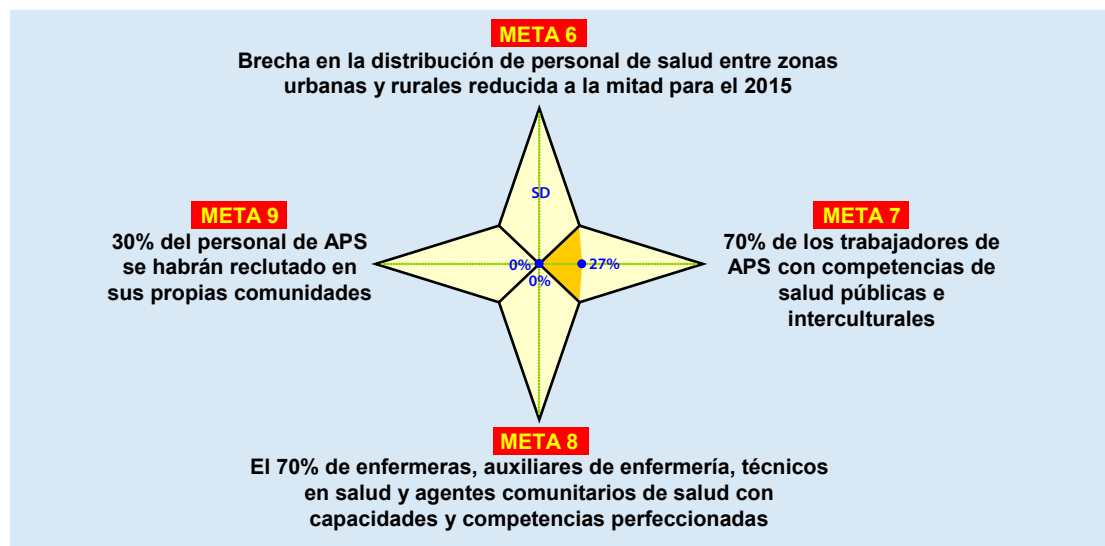 META 6
Brecha en la distribución de personal de salud entre zonas
urbanas y rurales reducida a la mitad para el 2015
SD
META 9
30% del personal de APS
se habrán reclutado en
sus propias comunidades
0%
0%
27%
META 7
70% de los trabajadores de
APS con competencias de
salud públicas e
interculturales
META 8
El 70% de enfermeras, auxiliares de enfermería, técnicos
en salud y agentes comunitarios de salud con
capacidades y competencias perfeccionadas